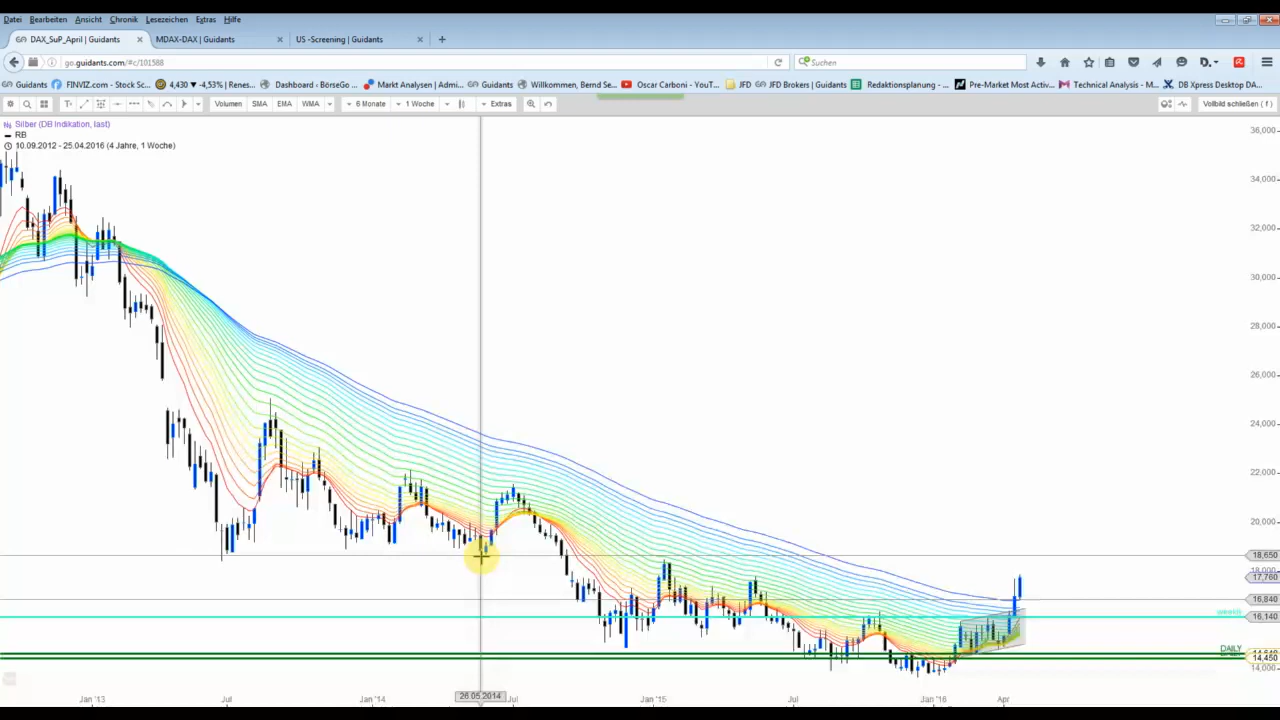 Datei Bearbeiten Ansicht Chronik Lesezeichen Extras Hilfe
DAX_SuP_April | Guidants MDAX-DAX | Guidants US -Screening | Guidants
go.guidants.com/#c/101588 Suchen
Guidants FINVIZ.com - Stock Sc... 4,430 ▼ -4,53% | Renes... Dashboard - BörseGo ... Markt Analysen | Admi... Guidants Willkommen, Bernd Se... Oscar Carboni - YouT... JFD JFD Brokers | Guidants Redaktionsplanung - ... Pre-Market Most Activ... Technical Analysis - M... DB Xpress Desktop DA...
Volumen SMA EMA WMA 6 Monate 1 Woche Extras Vollbild schließen ( f )
Silber (DB Indikation, last)
RB
10.09.2012 - 25.04.2016 (4 Jahre, 1 Woche)
36,000
34,000
32,000
30,000
28,000
26,000
24,000
22,000
20,000
18,650
18,000
17,760
16,840
16,140
DAILY
14,450
14,000
Jan '13 Jul Jan '14 26.05.2014 Jul Jan '15 Jul Jan '16 Apr